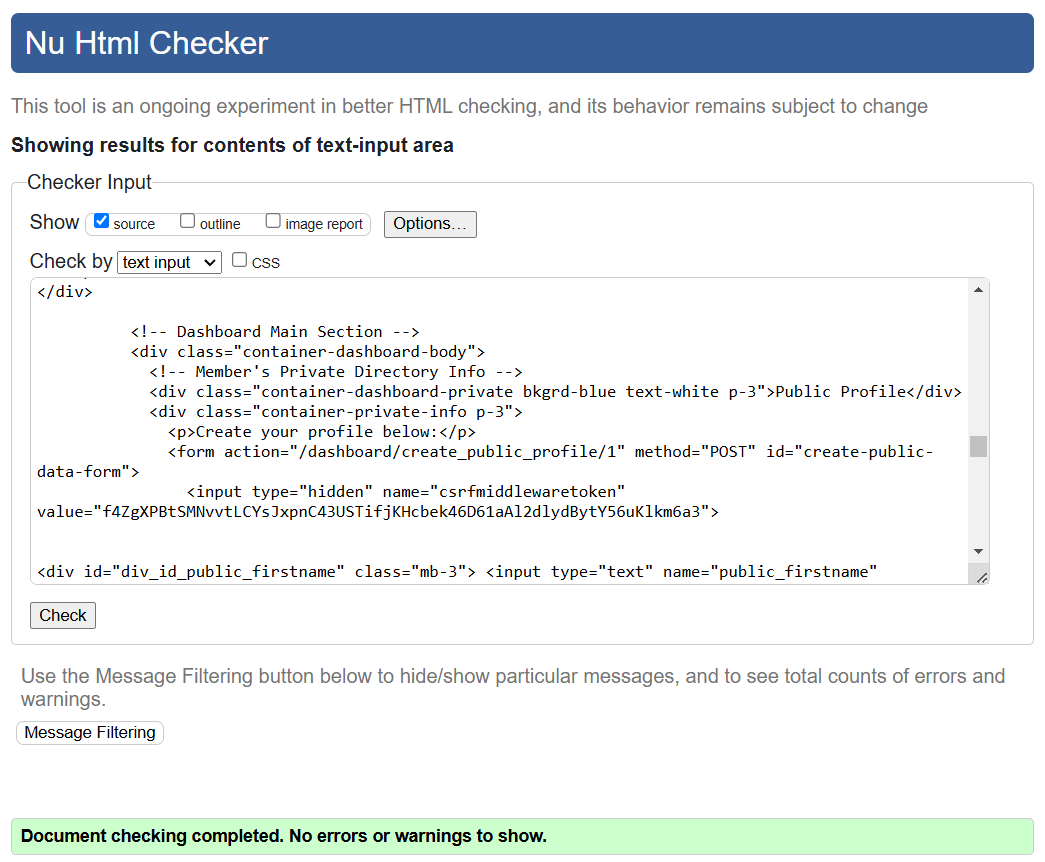 Nu Html Checker
This tool is an ongoing experiment in better HTML checking, and its behavior remains subject to change
Showing results for contents of text-input area
Checker Input
Show source outline image report Options...
Check by text input CSS
</div>
<!-- Dashboard Main Section -->
<div class="container-dashboard-body">
<!-- Member's Private Directory Info -->
<div class="container-dashboard-private bkgrd-blue text-white p-3">Public Profile</div>
<div class="container-private-info p-3">
<p>Create your profile below:</p>
<form action="/dashboard/create_public_profile/1" method="POST" id="create-public-
data-form">
<input type="hidden" name="csrfmiddlewaretoken"
value="f4ZgXPBtSMNvvtLCYsJxpnC43USTifjKHcbek46D61aAl2dlydBytY56uKlkm6a3">
<div id="div_id_public_firstname" class="mb-3"> <input type="text" name="public_firstname"
Check
Use the Message Filtering button below to hide/show particular messages, and to see total counts of errors and
warnings.
Message Filtering
Document checking completed. No errors or warnings to show.